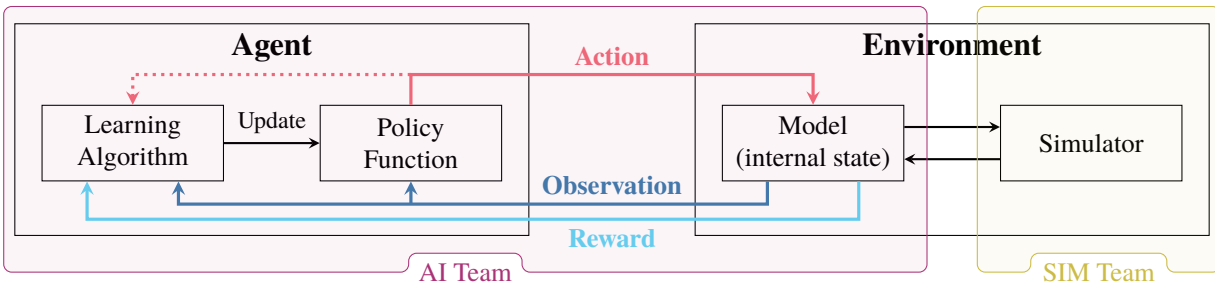 Agent
Environment
Action
Learning
Algorithm
Update
Policy
Function
Model
(internal state)
Simulator
Observation
Reward
AI Team
SIM Team